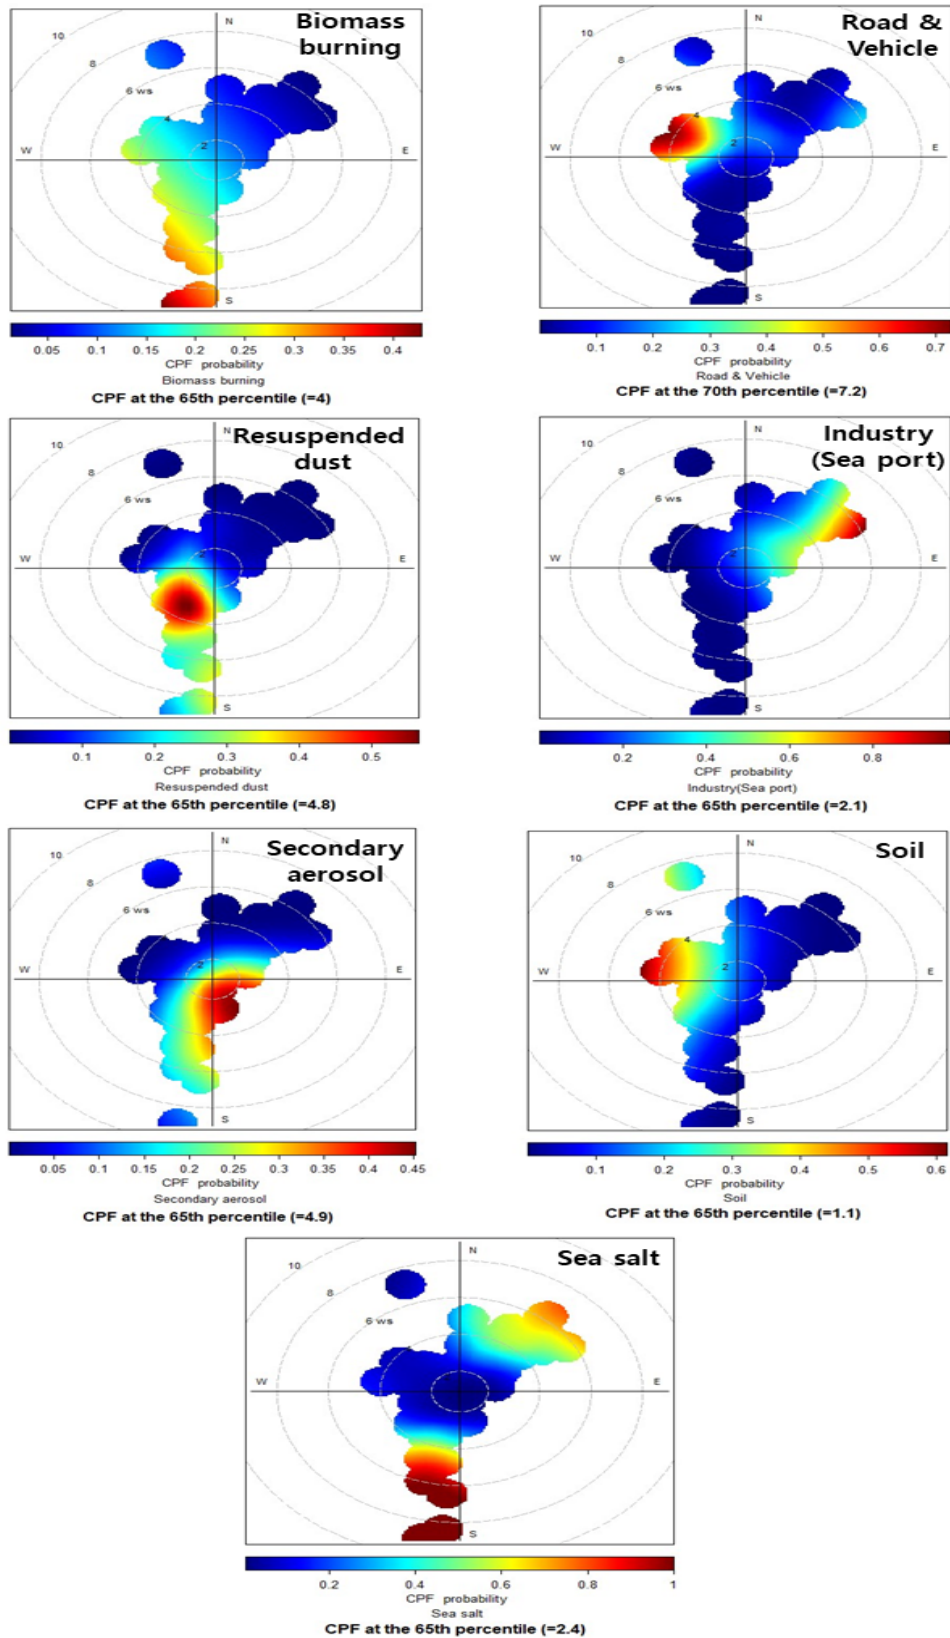 Biomass
burning
N
10
8
6 ws
4
2
W
E
S
0.05 0.1 0.15 0.2 0.25 0.3 0.35 0.4
CPF probability
Biomass burning
CPF at the 65th percentile (=4)
Road &
Vehicle
N
10
8
6 ws
4
2
W
E
S
0.1 0.2 0.3 0.4 0.5 0.6 0.7
CPF probability
Road & Vehicle
CPF at the 70th percentile (=7.2)
Resuspended
dust
N
10
8
6 ws
2
W
E
S
0.1 0.2 0.3 0.4 0.5
CPF probability
Resuspended dust
CPF at the 65th percentile (=4.8)
Industry
(Sea port)
N
10
8
6 ws
W
E
S
0.2 0.4 0.6 0.8
CPF probability
Industry(Sea port)
CPF at the 65th percentile (=2.1)
Secondary
aerosol
N
10
8
6 ws
2
W
E
S
0.05 0.1 0.15 0.2 0.25 0.3 0.35 0.4 0.45
CPF probability
Secondary aerosol
CPF at the 65th percentile (=4.9)
Soil
N
10
8
6 ws
4
2
W
E
S
0.1 0.2 0.3 0.4 0.5 0.6
CPF probability
Soil
CPF at the 65th percentile (=1.1)
Sea salt
N
10
8
6 ws
W
E
S
0.2 0.4 0.6 0.8 1
CPF probability
Sea salt
CPF at the 65th percentile (=2.4)